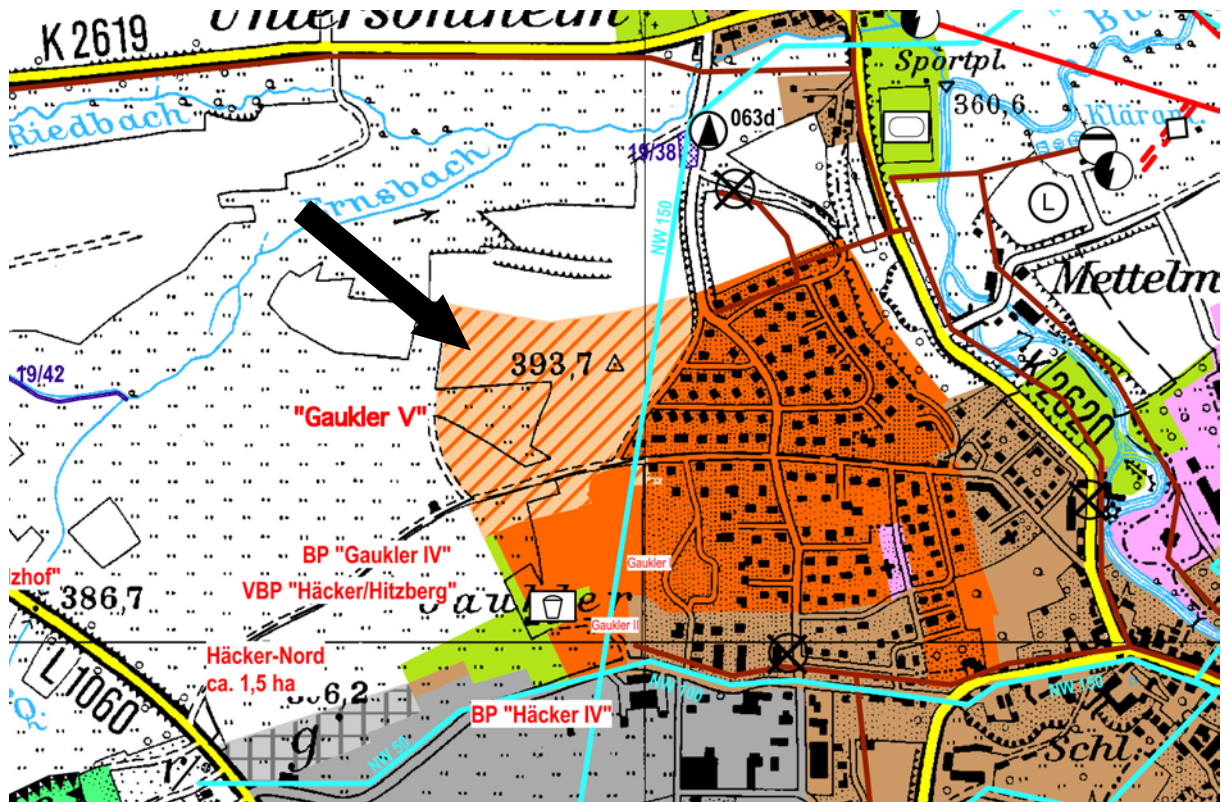 K 2619
Untersontheim
Sportpl.
360,6
Riedbach
063d
19/38
NW 150
L
Mettelm
393,7
K 2620
19/42
"Gaukler V"
BP "Gaukler IV"
VBP "Häcker/Hitzberg"
Gaukler I
lzhof"
386,7
Gaukler
Gaukler II
Häcker-Nord
ca. 1,5 ha
L 1060
NW 100
NW 150
BP "Häcker IV"
NW 50
g
Schl
r